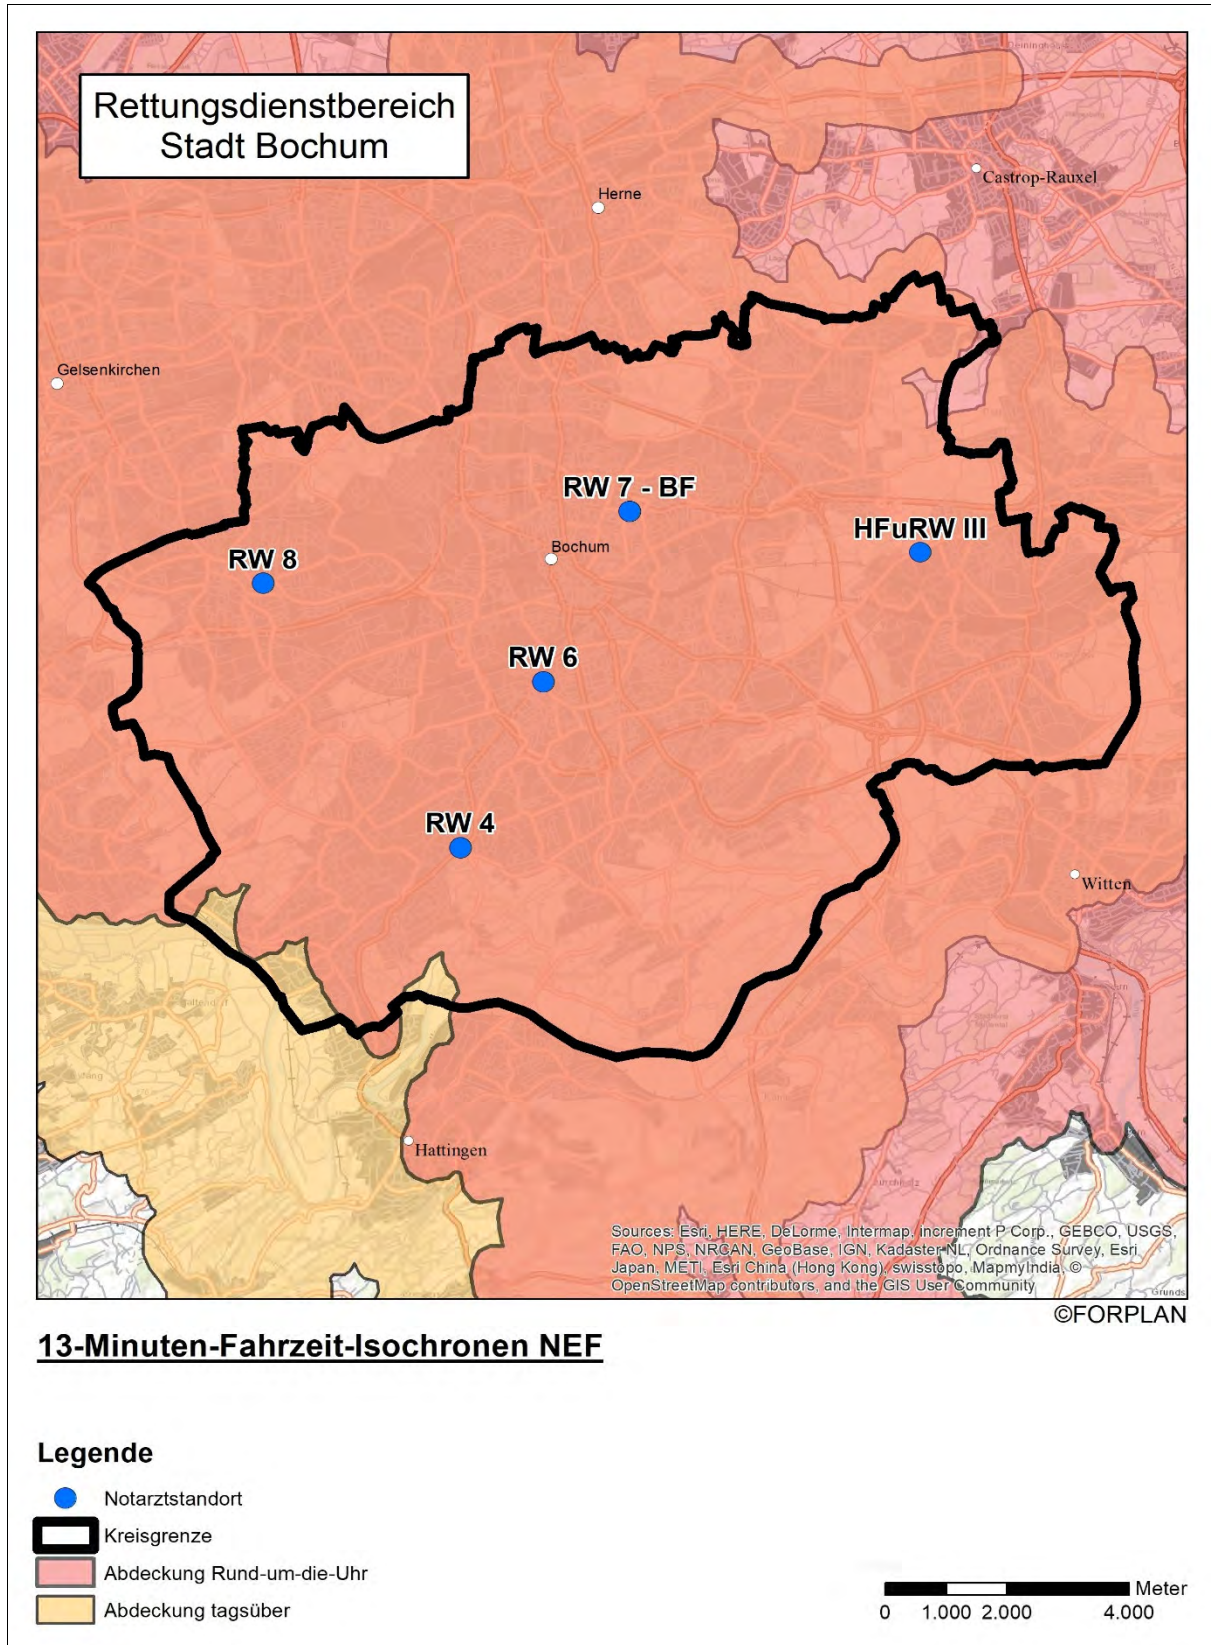 Rettungsdienstbereich
Stadt Bochum
Castrop-Rauxel
Herne
Gelsenkirchen
RW 7 - BF
HFuRW III
Bochum
RW 8
RW 6
RW 4
Witten
Hattingen
Sources: Esri, HERE, DeLorme, Intermap, increment P Corp., GEBCO, USGS,
FAO, NPS, NRCAN, GeoBase, IGN, Kadaster NL, Ordnance Survey, Esri
Japan, METI, Esri China (Hong Kong), swisstopo, MapmyIndia, ©
OpenStreetMap contributors, and the GIS User Community
©FORPLAN
13-Minuten-Fahrzeit-Isochronen NEF
Legende
Notarztstandort
Kreisgrenze
Abdeckung Rund-um-die-Uhr
Abdeckung tagsüber
Meter
0 1.000 2.000 4.000